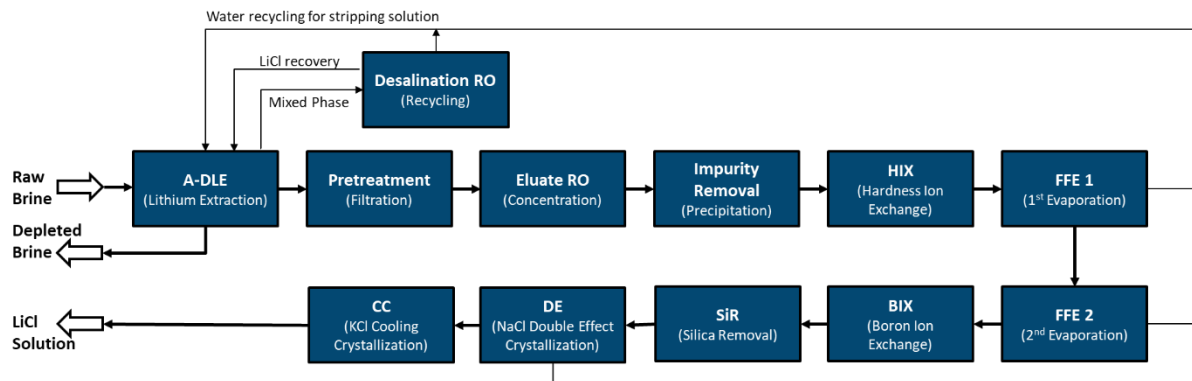 Water recycling for stripping solution
LiCl recovery
Mixed Phase
Desalination RO
(Recycling)
Raw
Brine
A-DLE
(Lithium Extraction)
Pretreatment
(Filtration)
Eluate RO
(Concentration)
Impurity
Removal
(Precipitation)
HIX
(Hardness Ion
Exchange)
FFE 1
(1st Evaporation)
Depleted
Brine
LiCl
Solution
CC
(KCl Cooling
Crystallization)
DE
(NaCl Double Effect
Crystallization)
SiR
(Silica Removal)
BIX
(Boron Ion
Exchange)
FFE 2
(2nd Evaporation)